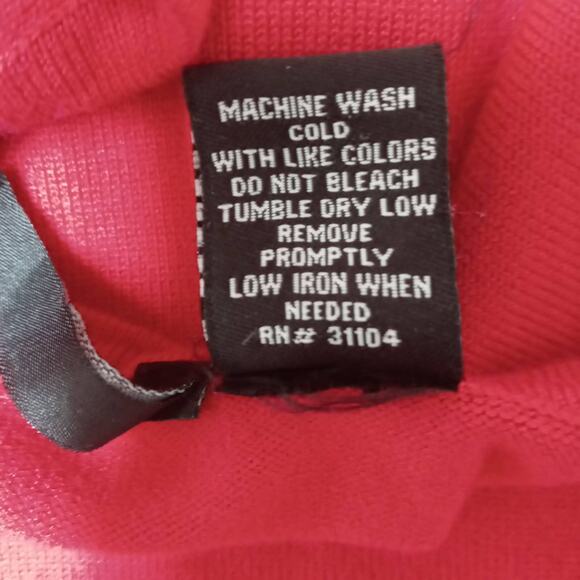 MACHINE WASH
COLD
WITH LIKE COLORS
DO NOT BLEACH
TUMBLE DRY LOW
REMOVE
PROMPTLY
LOW IRON WHEN
NEEDED
RN# 31104